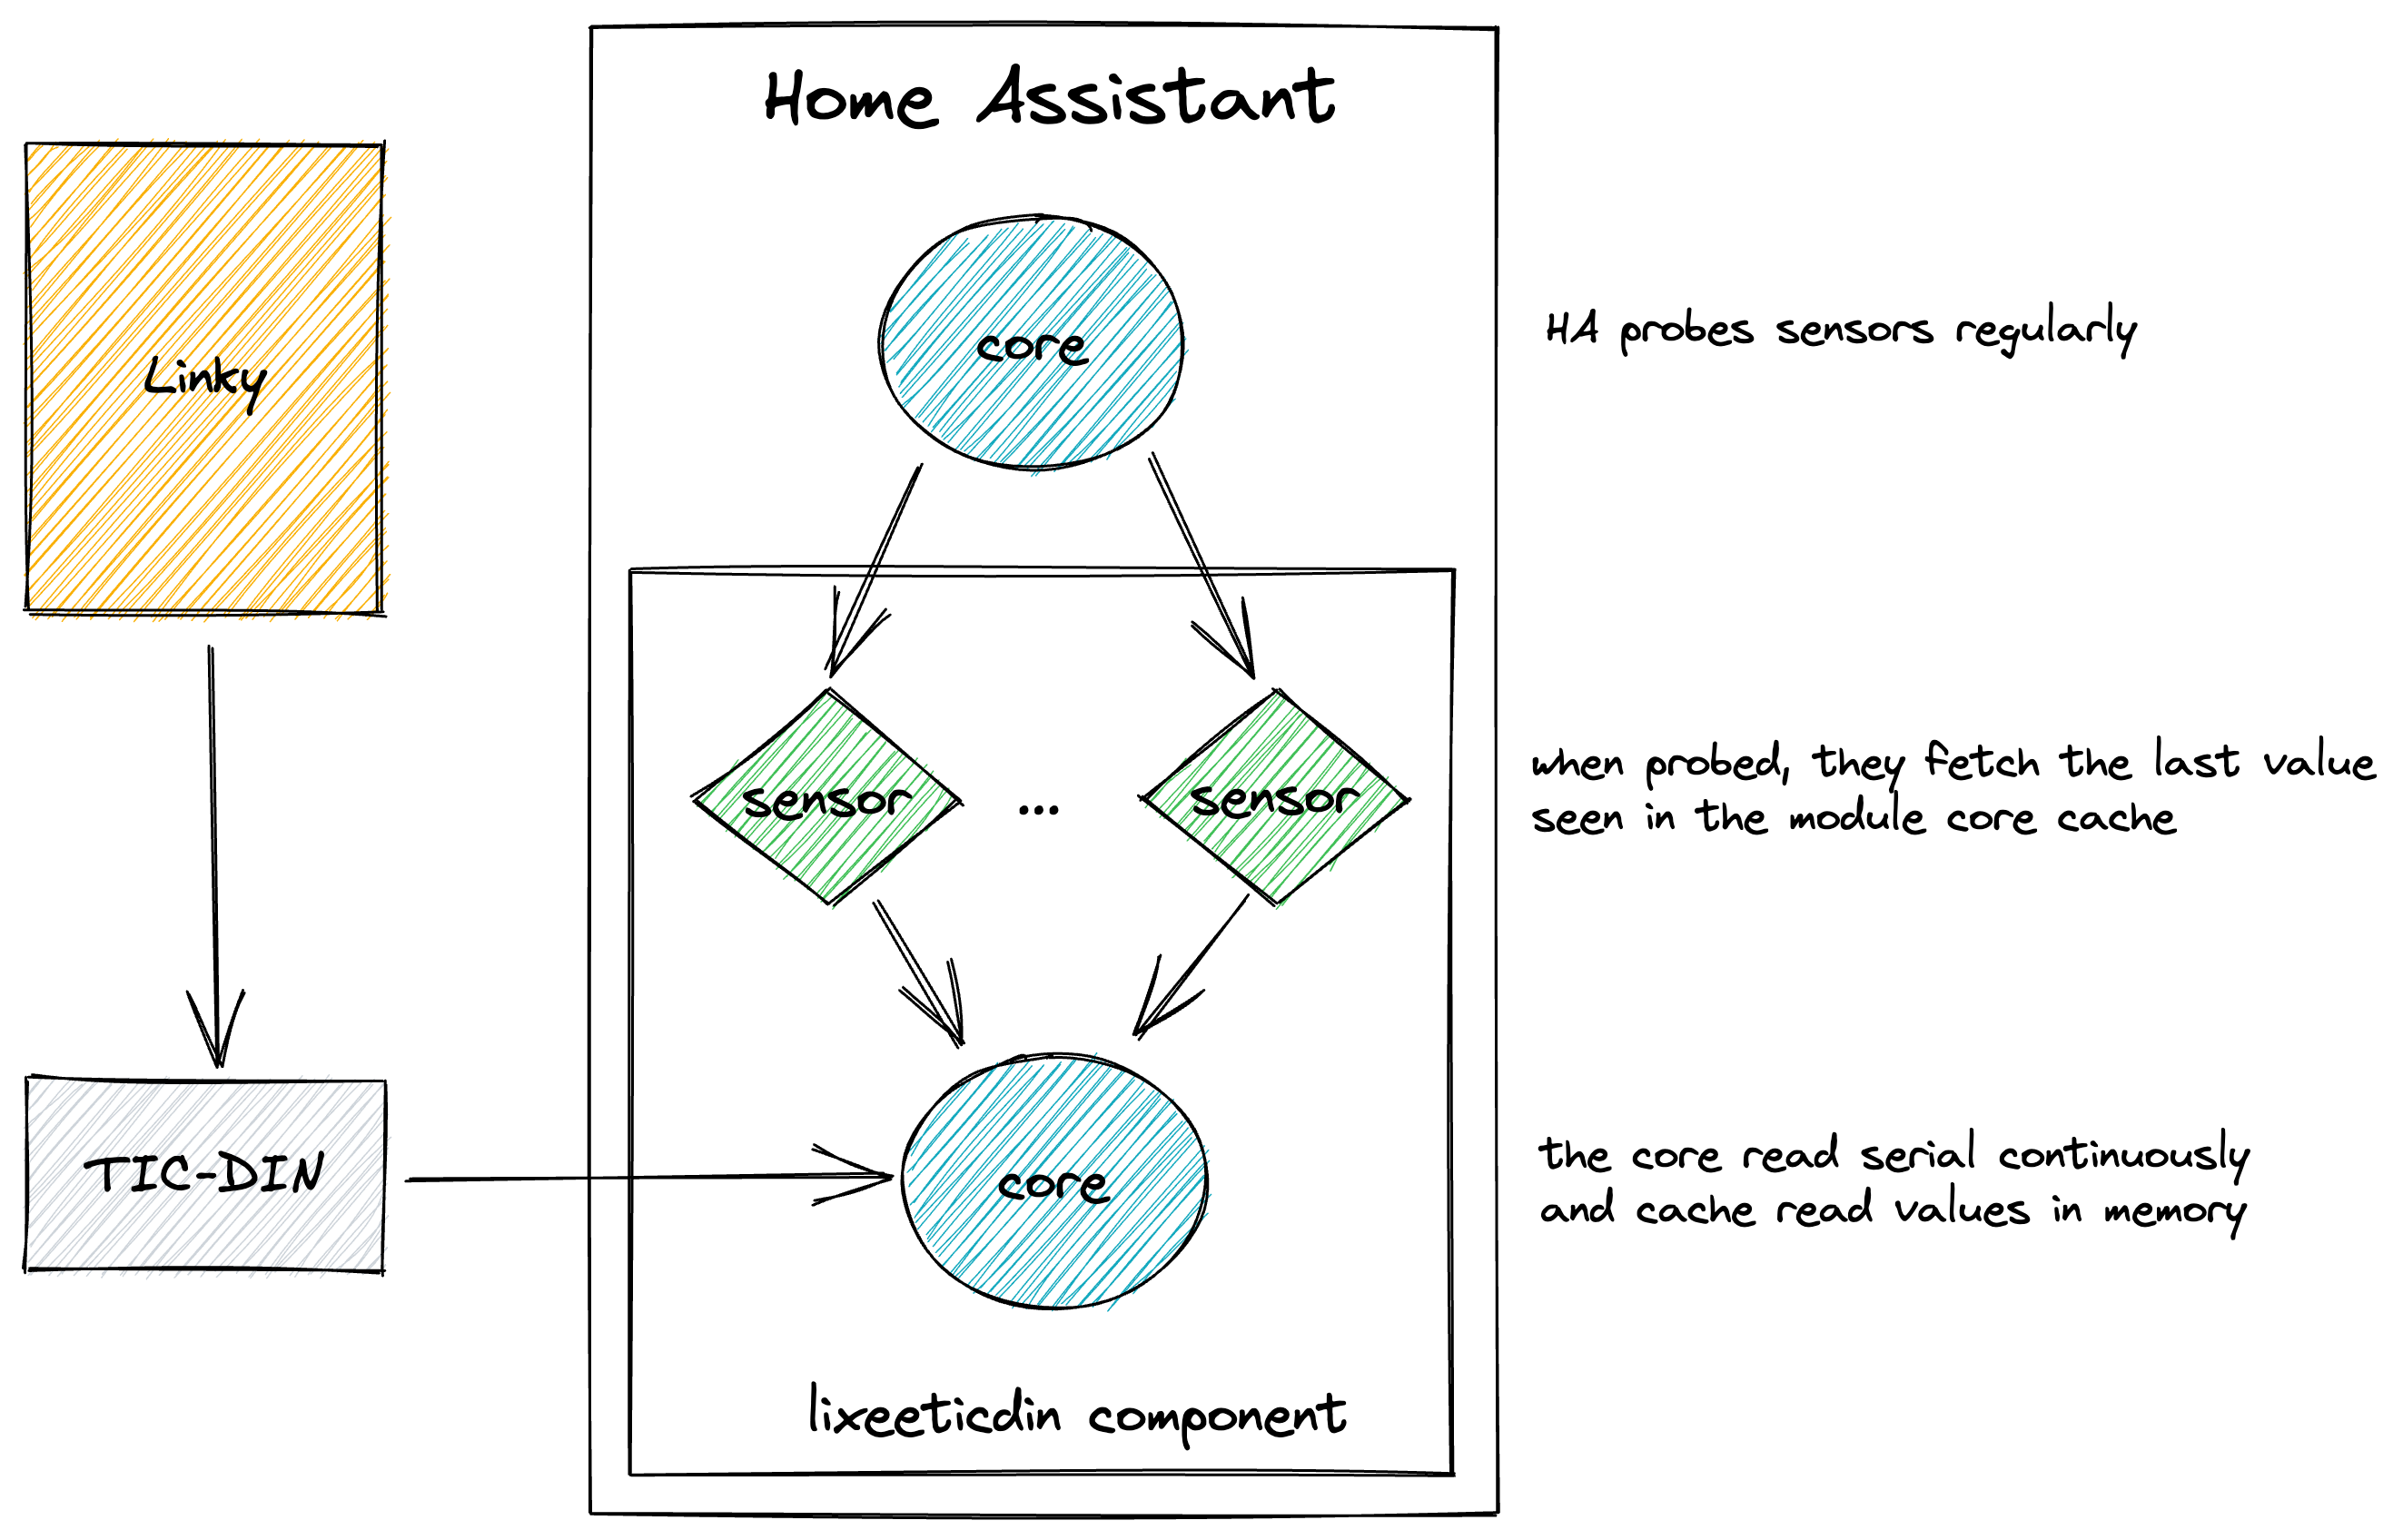 Home Assistant
Linky
core
HA probes sensors regularly
sensor
...
sensor
when probed, they fetch the last value
seen in the module core cache
TIC-DIN
core
the core read serial continuously
and cache read values in memory
lixeeticdin component